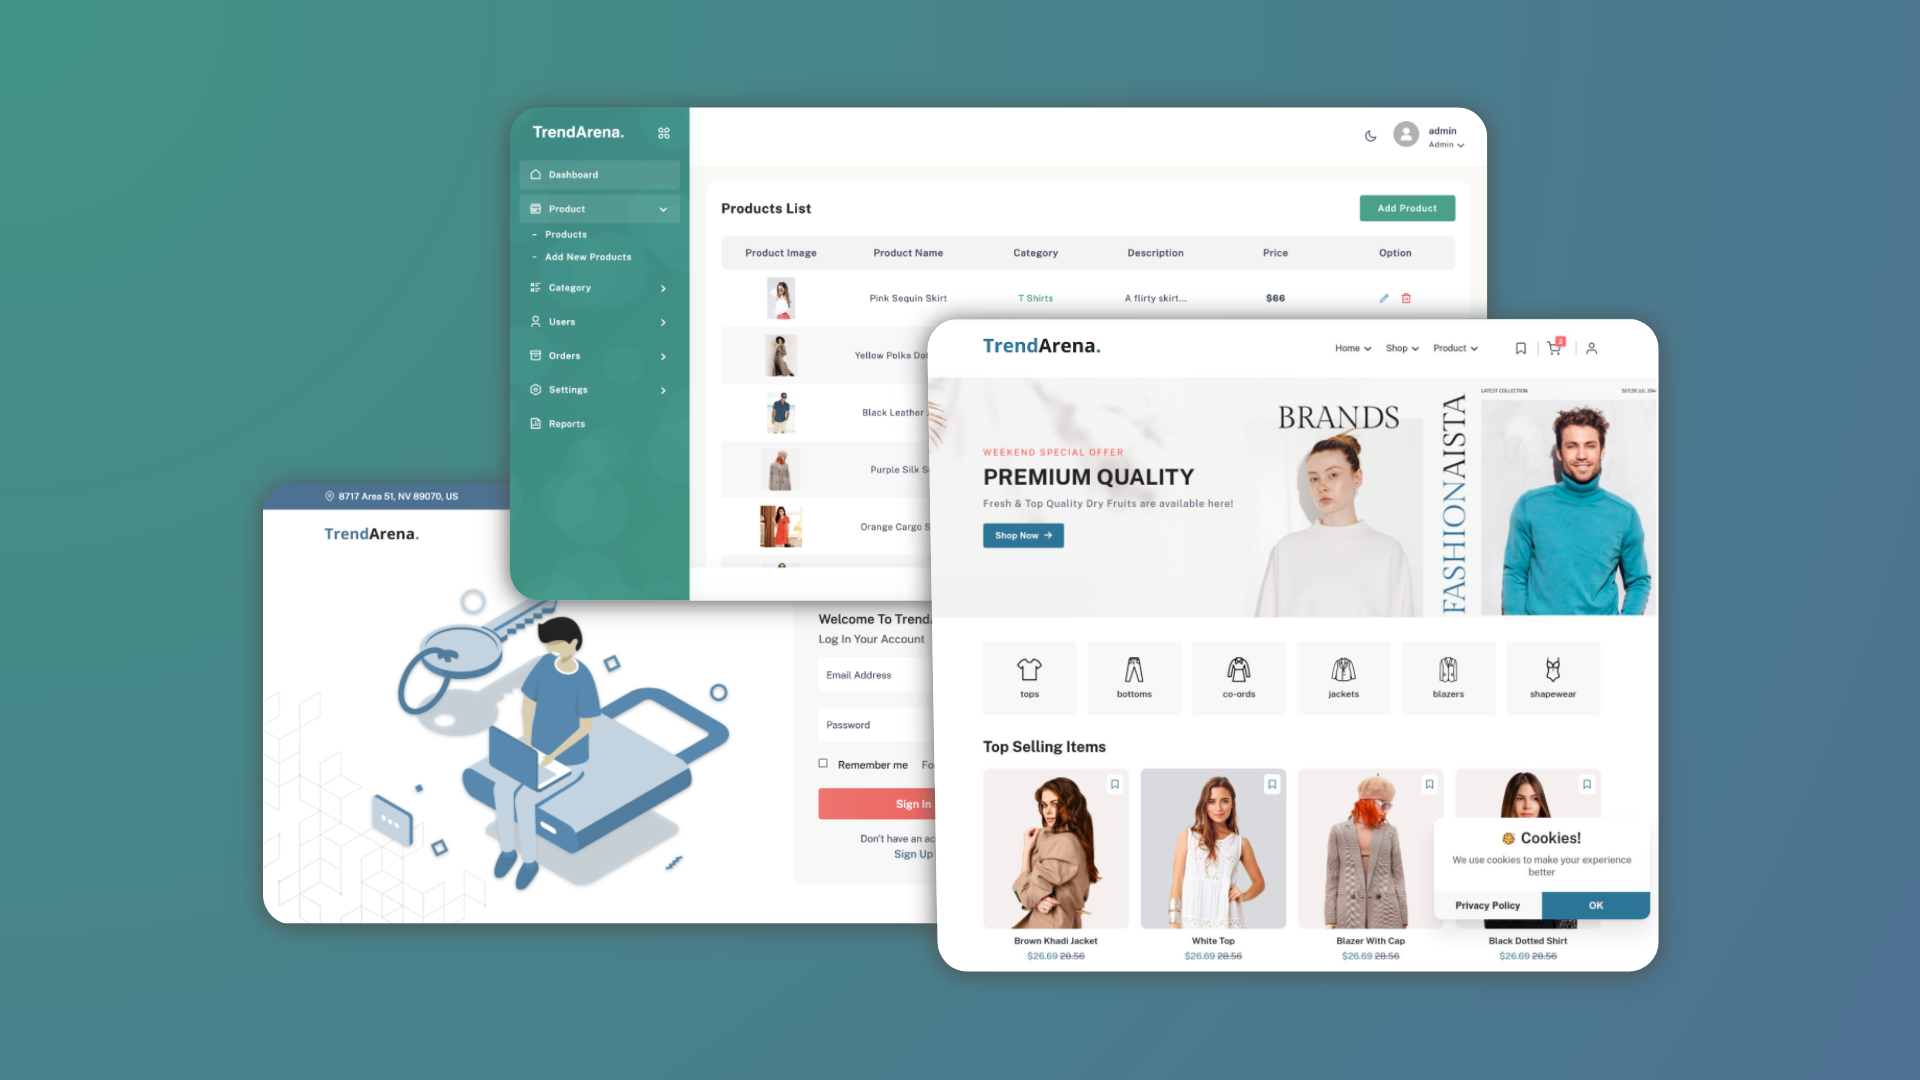 TrendArena.
Dashboard
Product
- Products
- Add New Products
Category
Users
Orders
Settings
Reports
admin
Admin
Products List
Add Product
Product Image Product Name Category Description Price Option
Pink Sequin Skirt T Shirts A flirty skirt... $66
Yellow Polka
Black Leather
Purple Silk
Orange Cargo
8717 Area 51, NV 89070, US
TrendArena.
Welcome To
Log In Your Account
Email Address
Password
Remember me
Sign In
Don't have an
Sign Up
TrendArena.
Home Shop Product
2
WEEKEND SPECIAL OFFER
PREMIUM QUALITY
Fresh & Top Quality Dry Fruits are available here!
Shop Now
BRANDS
FASHIONAISTA
LATEST COLLECTION
tops bottoms co-ords jackets blazers shapewear
Top Selling Items
Cookies!
We use cookies to make your experience
better
Privacy Policy OK
Brown Khadi Jacket White Top Blazer With Cap Black Dotted Shirt
$26.69 28.56 $26.69 28.56 $26.69 28.56 $26.69 28.56